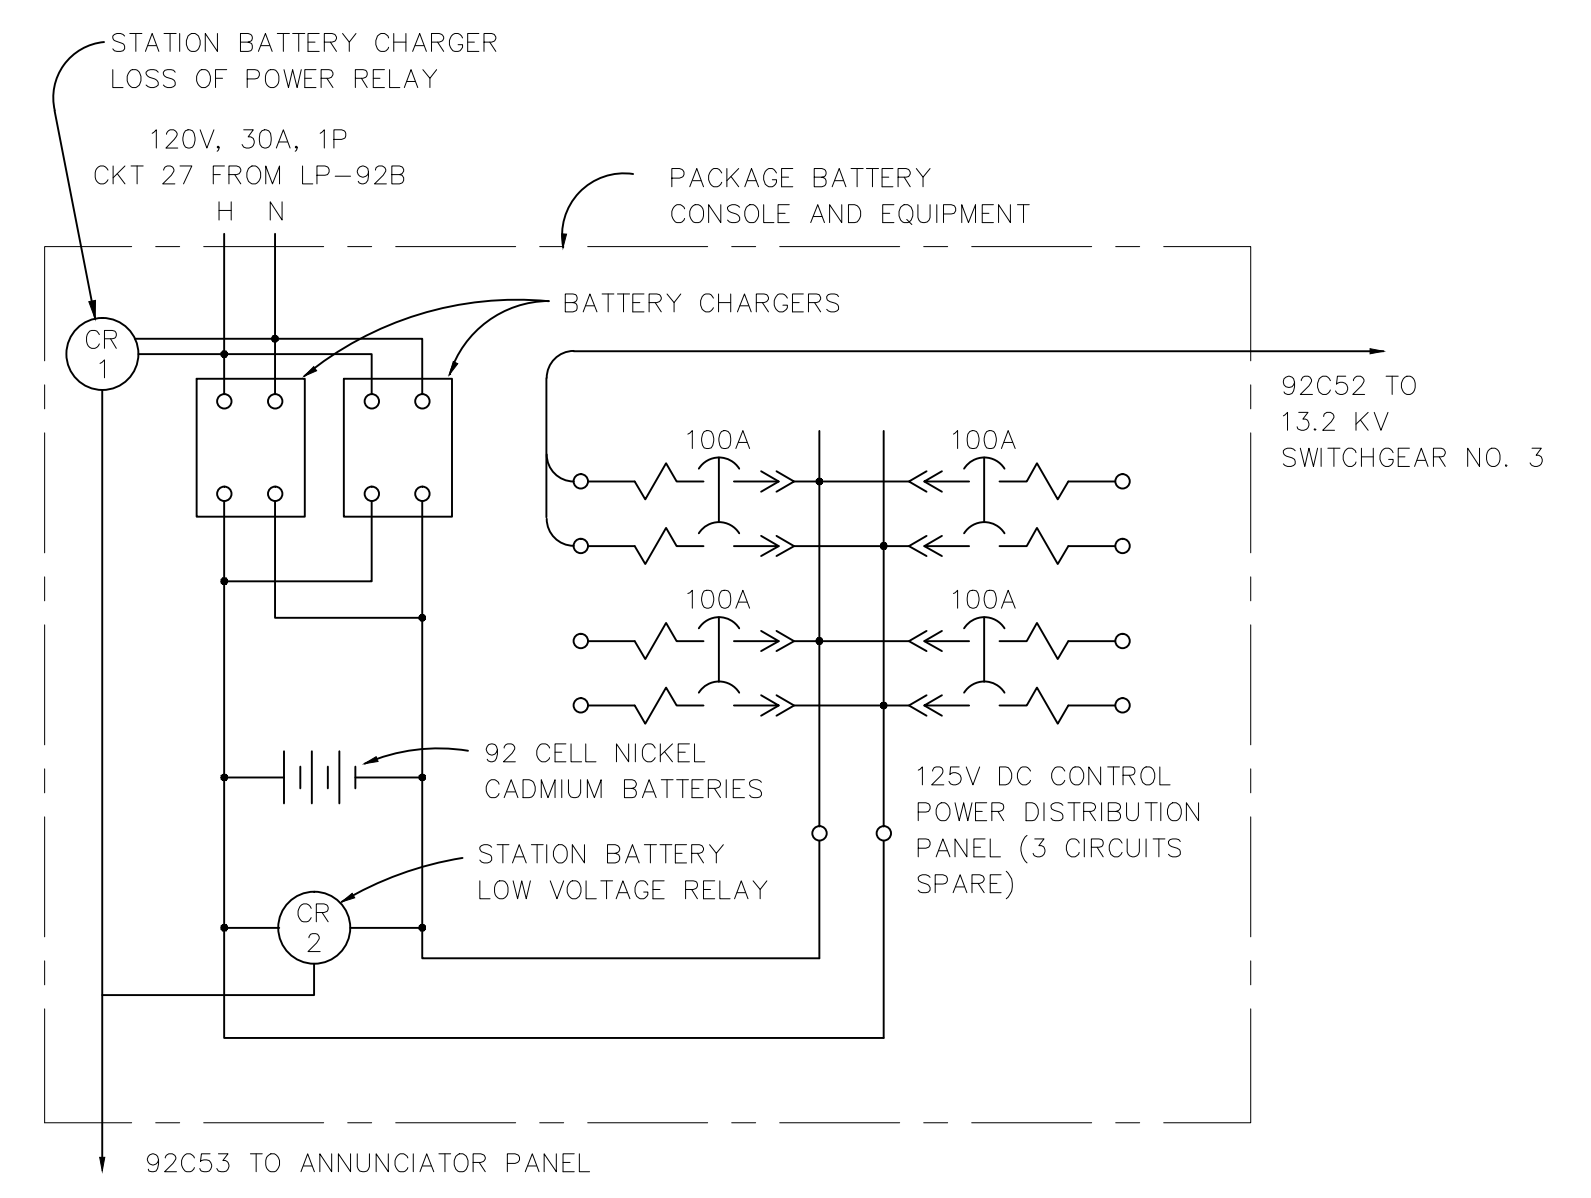 STATION BATTERY CHARGER
LOSS OF POWER RELAY
120V, 30A, 1P
CKT 27 FROM LP-92B
H N
PACKAGE BATTERY
CONSOLE AND EQUIPMENT
BATTERY CHARGERS
CR
1
92C52 TO
13.2 KV
SWITCHGEAR NO. 3
100A 100A
100A 100A
92 CELL NICKEL
CADMIUM BATTERIES
125V DC CONTROL
POWER DISTRIBUTION
PANEL (3 CIRCUITS
SPARE)
STATION BATTERY
LOW VOLTAGE RELAY
CR
2
92C53 TO ANNUNCIATOR PANEL